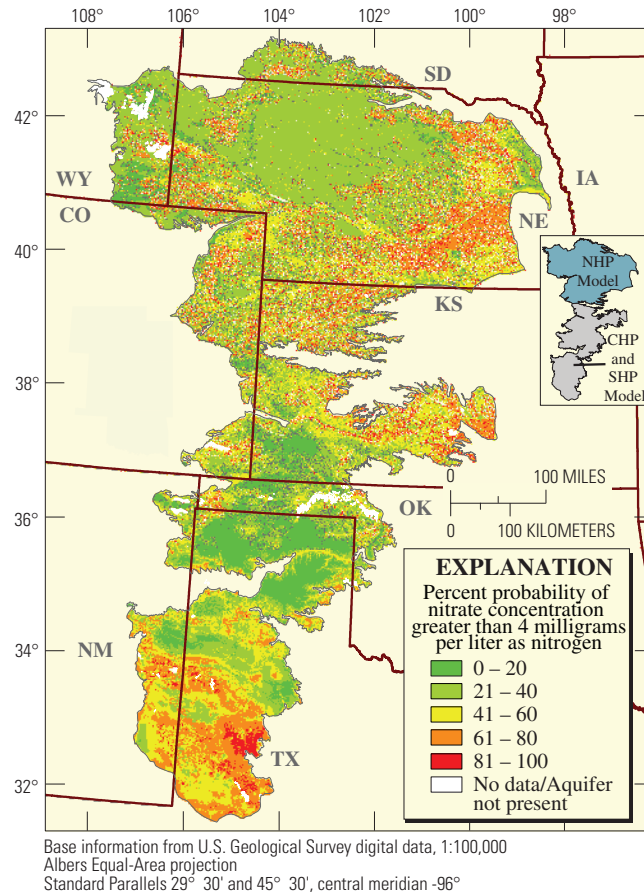 108° 106° 104° 102° 100° 98°
SD
42°
IA
WY
CO
NE
40°
NHP
Model
KS
CHP
and
SHP
Model
38°
100 MILES
0
OK
36°
0 100 KILOMETERS
EXPLANATION
Percent probability of
nitrate concentration
greater than 4 milligrams
per liter as nitrogen
0 – 20
21 – 40
41 – 60
61 – 80
81 – 100
No data/Aquifer
not present
34°
NM
TX
32°
Base information from U.S. Geological Survey digital data, 1:100,000
Albers Equal-Area projection
Standard Parallels 29° 30' and 45° 30', central meridian -96°